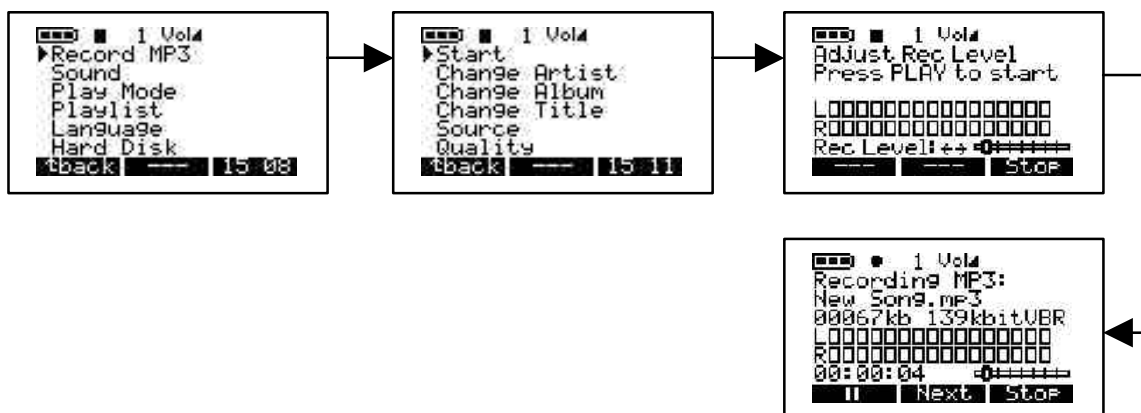 1 Vol
Record MP3
Sound
Play Mode
Playlist
Language
Hard Disk
back --- 15 08
1 Vol
Start
Change Artist
Change Album
Change Title
Source
Quality
back --- 15 11
1 Vol
Adjust Rec Level
Press PLAY to start
L
R
Rec Level:
--- --- Stop
1 Vol
Recording MP3:
New Song.mp3
00067kb 139kbitVBR
L
R
00:00:04
Next Stop